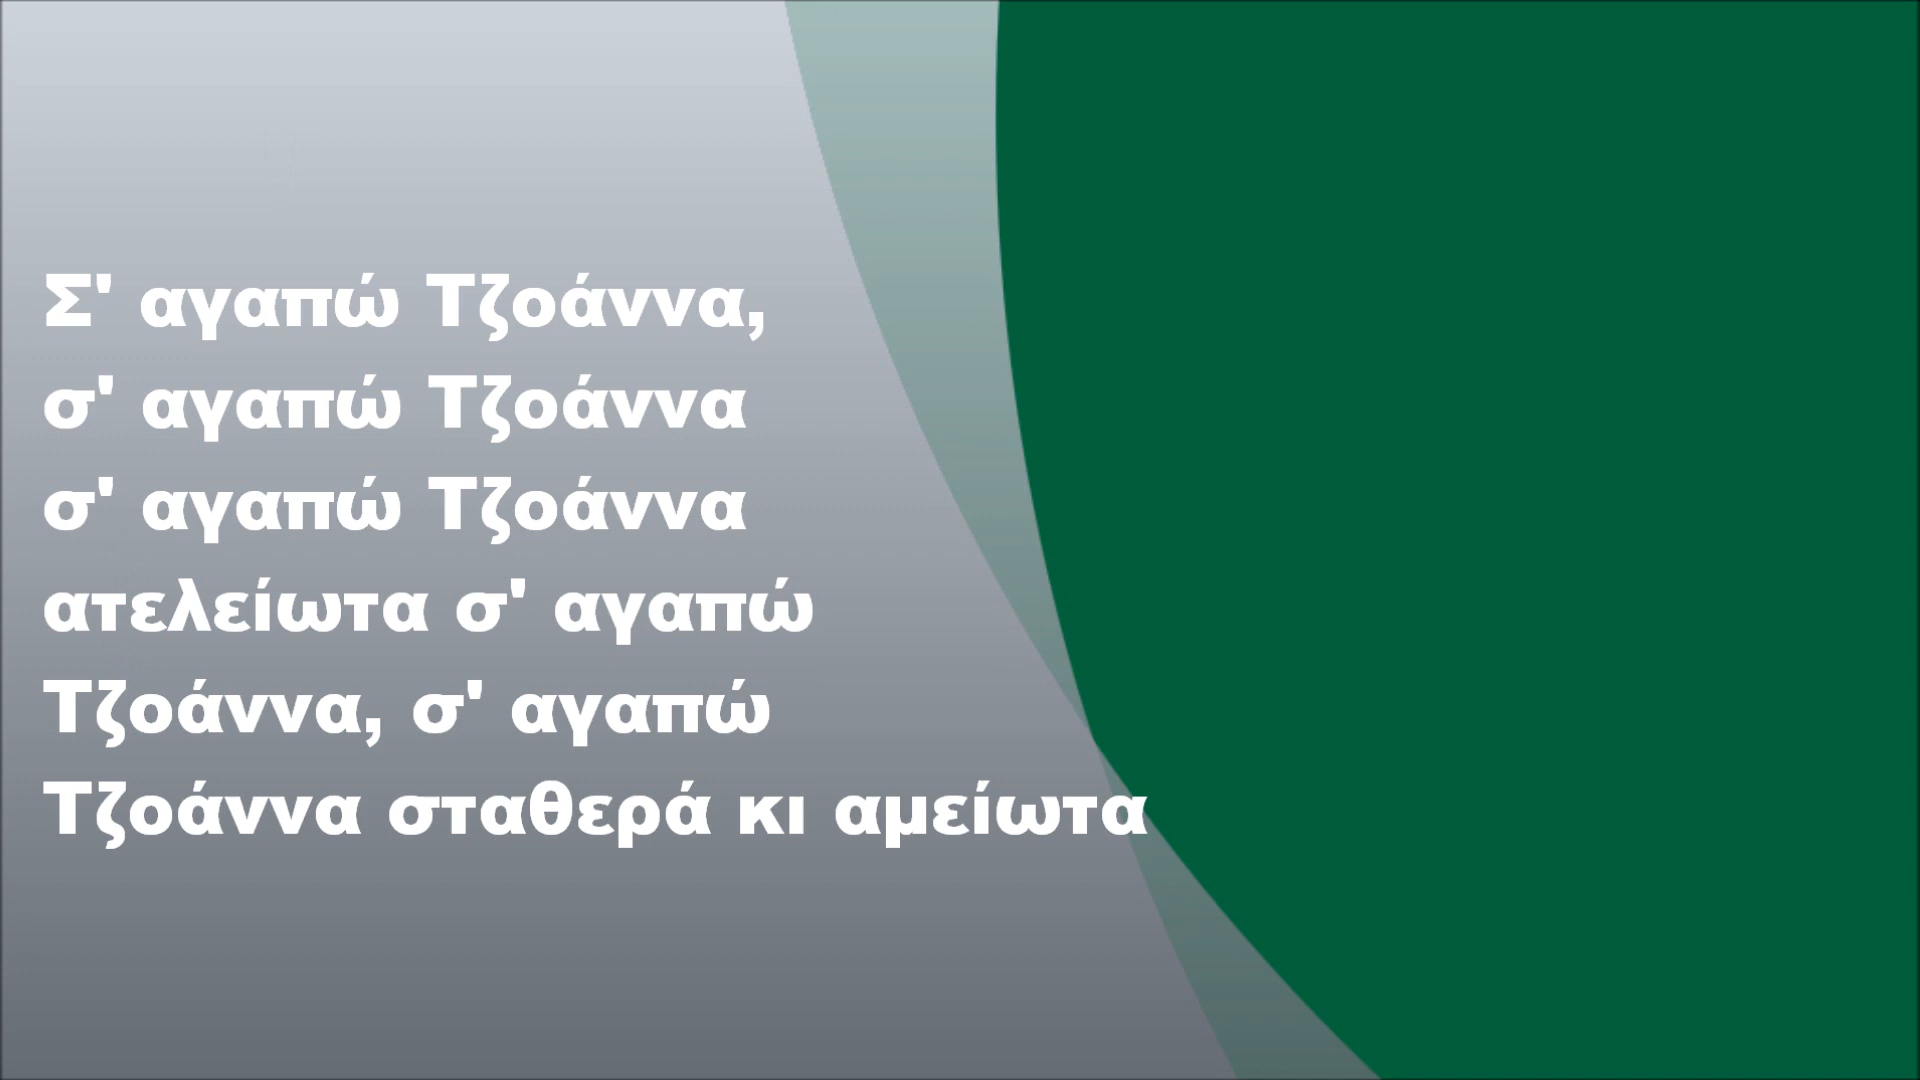 Σ' αγαπώ Τζοάννα,
σ' αγαπώ Τζοάννα
σ' αγαπώ Τζοάννα
ατελείωτα σ' αγαπώ
Τζοάννα, σ' αγαπώ
Τζοάννα σταθερά κι αμείωτα